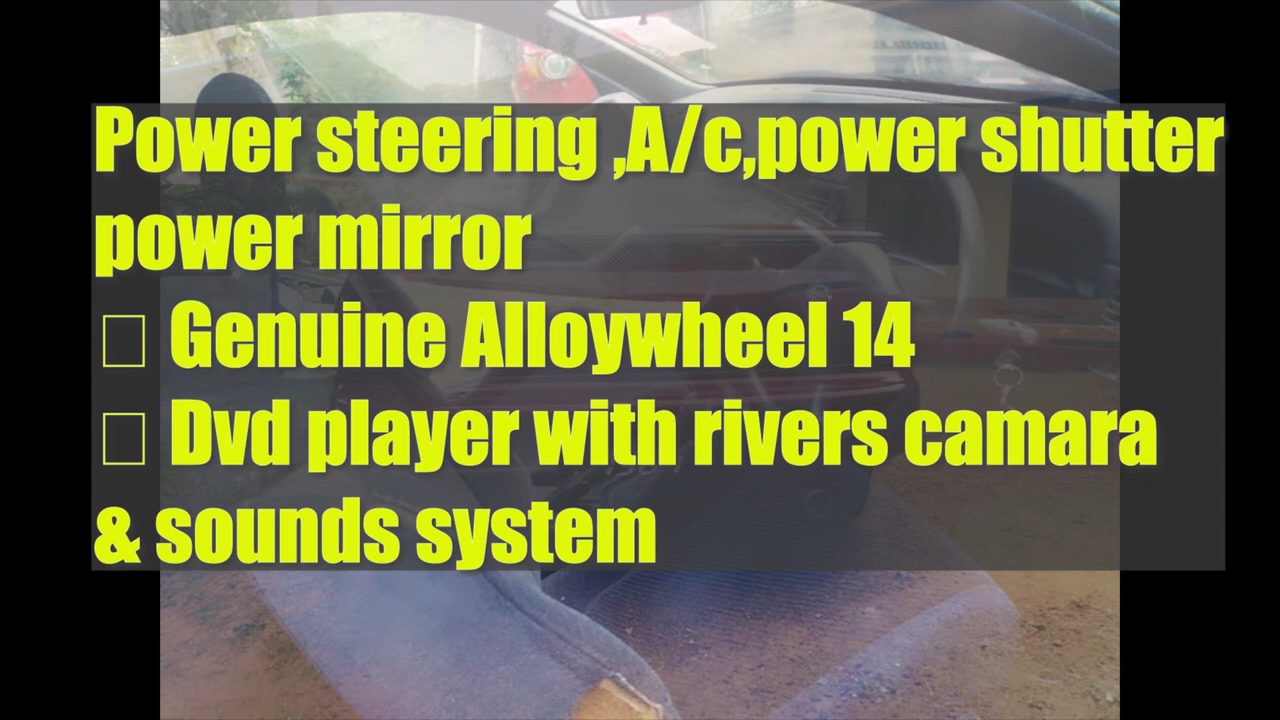 Power steering ,A/c,power shutter
power mirror
□ Genuine Alloywheel 14
□ Dvd player with rivers camara
& sounds system